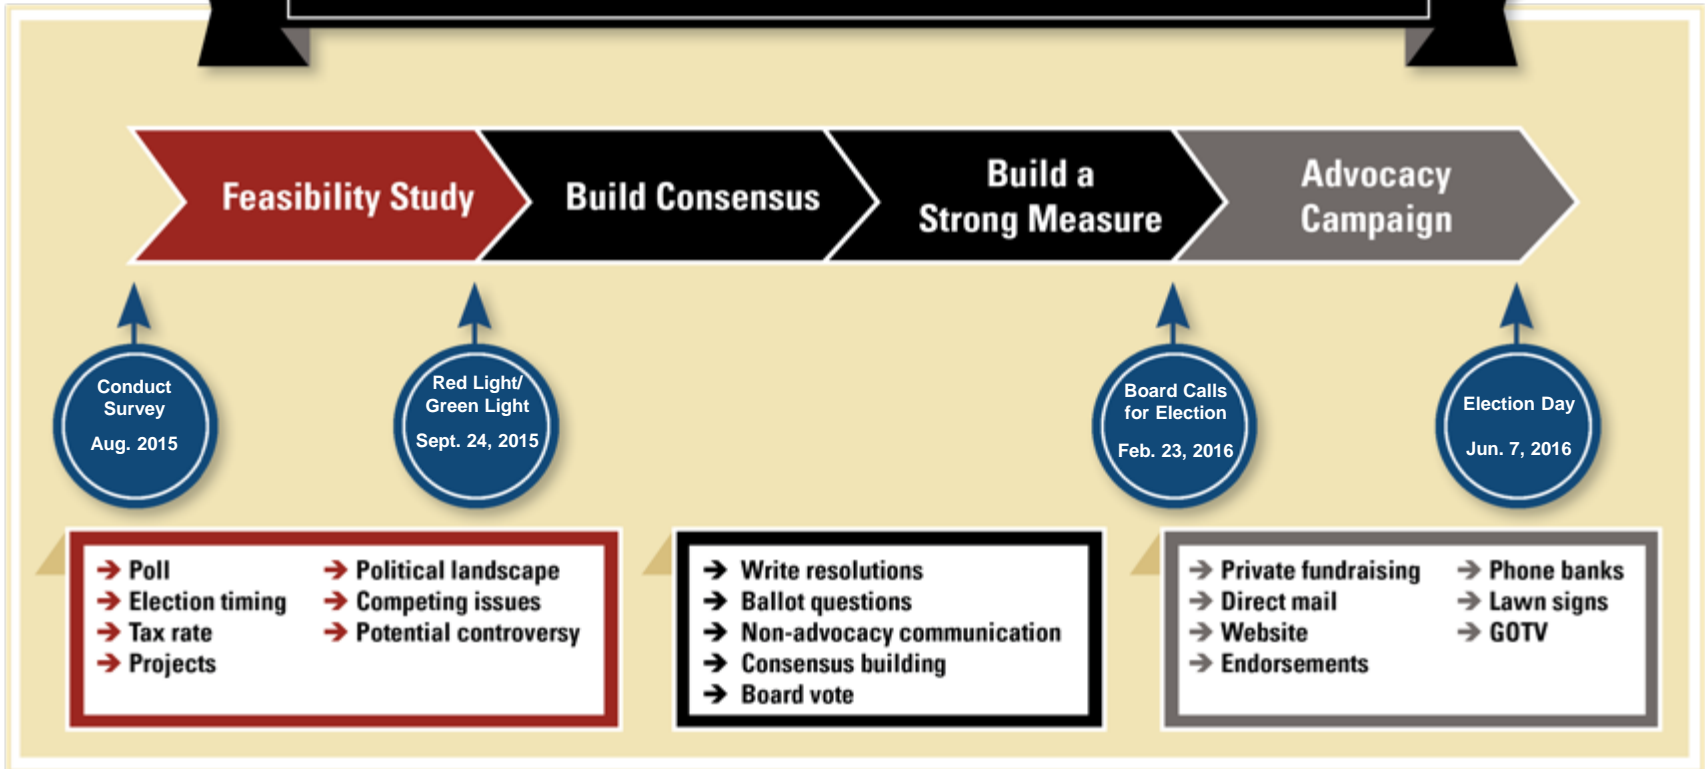 Feasibility Study
Build Consensus
Build a
Strong Measure
Advocacy
Campaign
Conduct
Survey
Aug. 2015
Red Light/
Green Light
Sept. 24, 2015
Board Calls
for Election
Feb. 23, 2016
Election Day
Jun. 7, 2016
Poll
Election timing
Tax rate
Projects
Political landscape
Competing issues
Potential controversy
Write resolutions
Ballot questions
Non-advocacy communication
Consensus building
Board vote
Private fundraising
Direct mail
Website
Endorsements
Phone banks
Lawn signs
GOTV